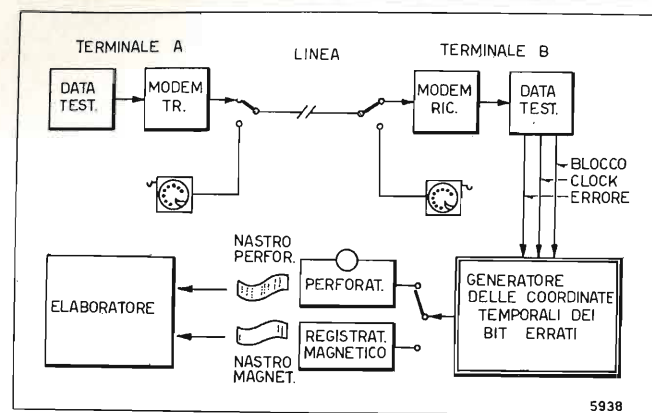 TERMINALE A
LINEA
TERMINALE B
DATA
TEST.
MODEM
TR.
MODEM
RIC.
DATA
TEST.
BLOCCO
CLOCK
ERRORE
NASTRO
PERFOR.
PERFORAT.
ELABORATORE
REGISTRAT.
MAGNETICO
NASTRO
MAGNET.
GENERATORE
DELLE COORDINATE
TEMPORALI DEI
BIT ERRATI
5938